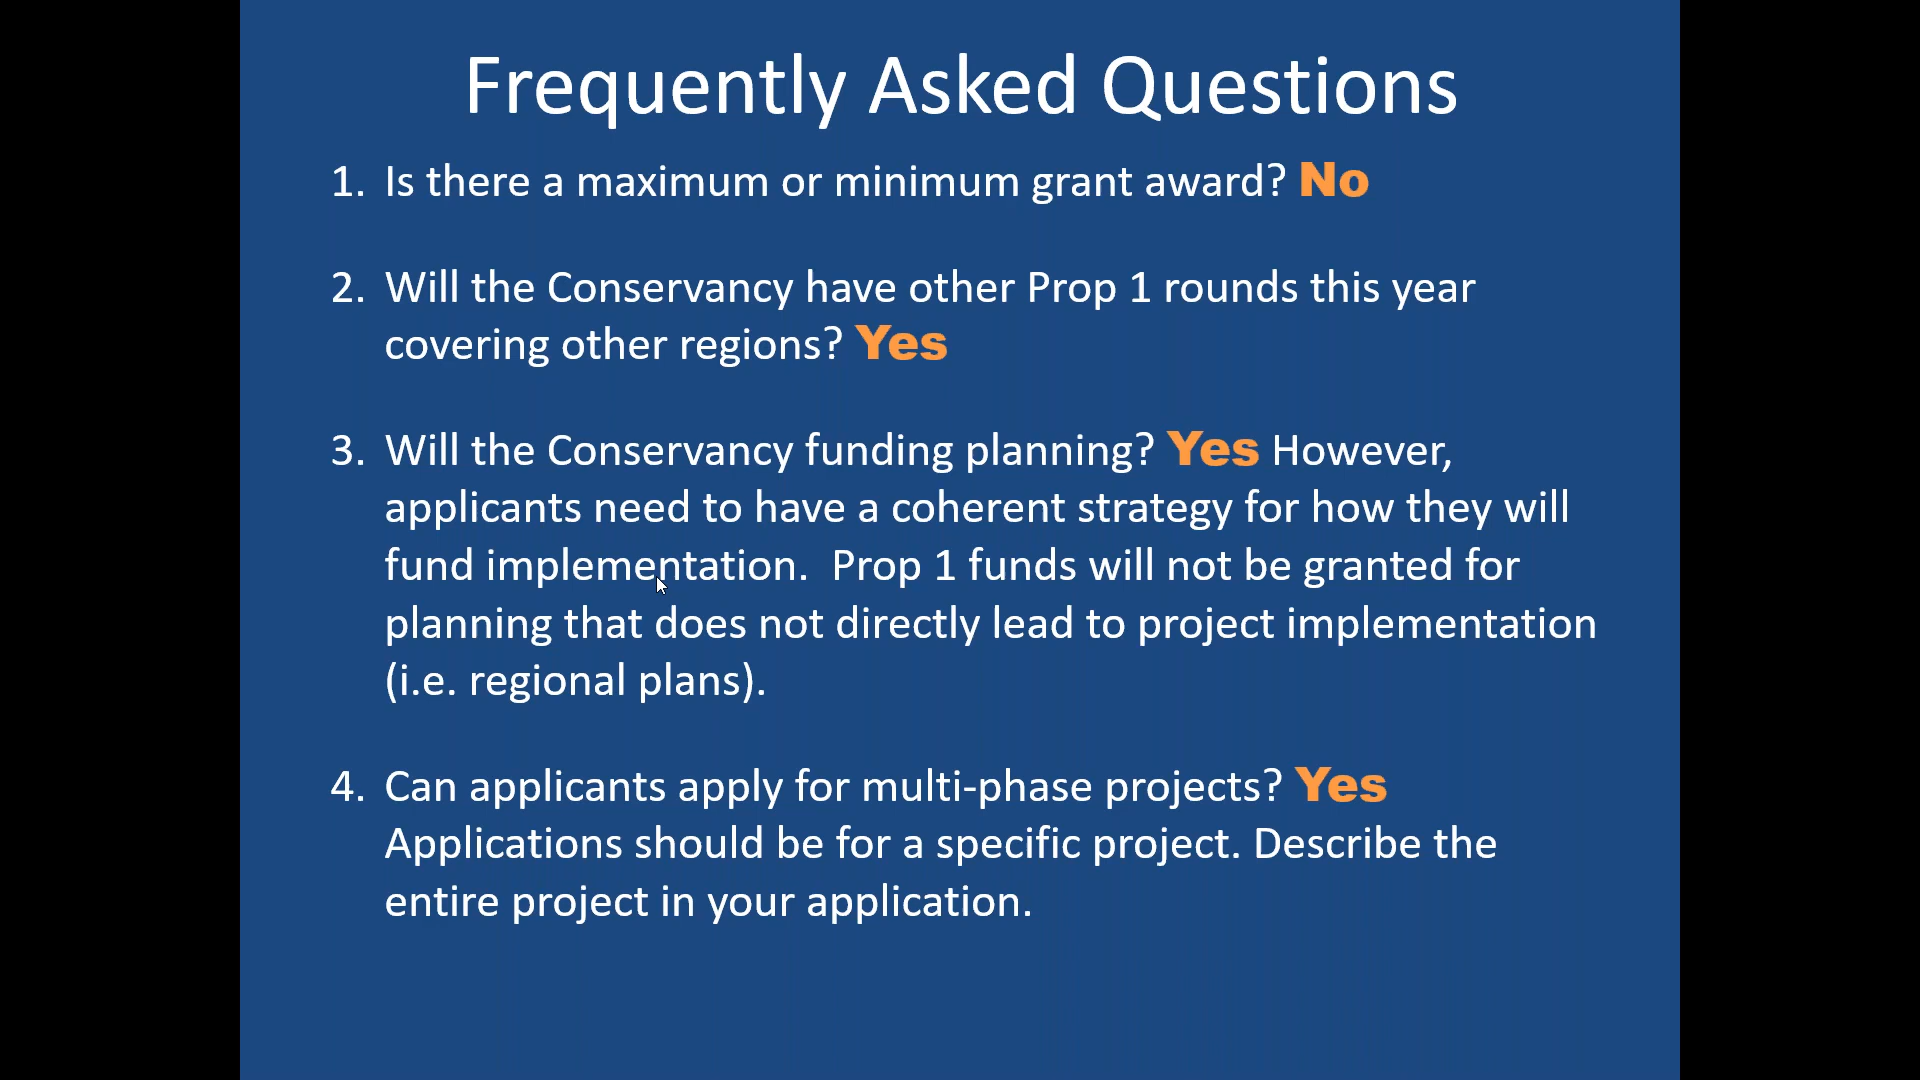 Frequently Asked Questions
1. Is there a maximum or minimum grant award? No
2. Will the Conservancy have other Prop 1 rounds this year
covering other regions? Yes
3. Will the Conservancy funding planning? Yes However,
applicants need to have a coherent strategy for how they will
fund implementation.  Prop 1 funds will not be granted for
planning that does not directly lead to project implementation
(i.e. regional plans).
4. Can applicants apply for multi-phase projects? Yes
Applications should be for a specific project. Describe the
entire project in your application.